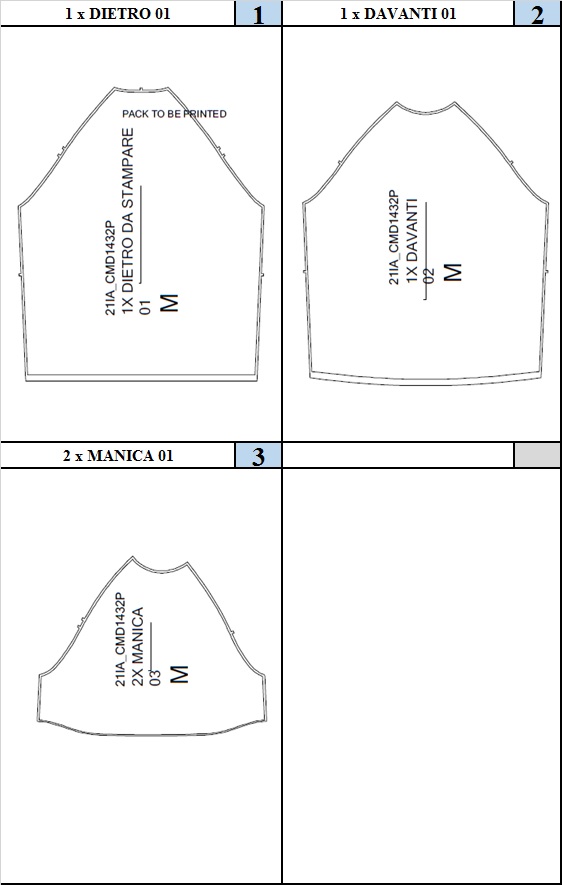 1 x DIETRO 01
1
1 x DAVANTI 01
2
PACK TO BE PRINTED
21IA_CMD1432P
1X DIETRO DA STAMPARE
01
M
21IA_CMD1432P
1X DAVANTI
02
M
2 x MANICA 01
3
21IA_CMD1432P
2X MANICA
03
M